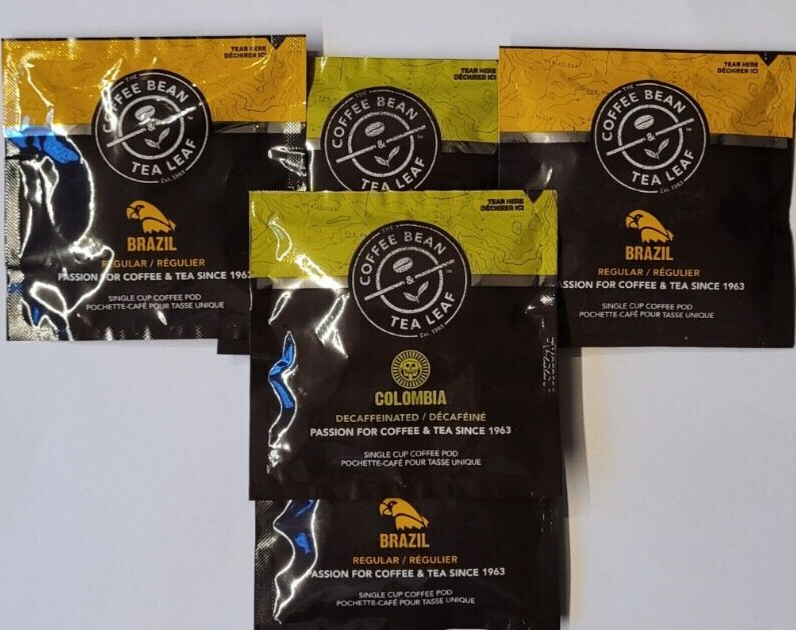 TEAR HERE
DÉCHIRER ICI
THE
COFFEE BEAN
&
TEA LEAF
Est. 1963
BRAZIL
REGULAR / RÉGULIER
PASSION FOR COFFEE & TEA SINCE 1963
SINGLE CUP COFFEE POD
POCHETTE-CAFÉ POUR TASSE UNIQUE
TEAR HERE
DÉCHIRER ICI
THE
COFFEE BEAN
&
TEA LEAF
TEAR HERE
DÉCHIRER ICI
THE
COFFEE BEAN
&
TEA LEAF
Est. 1963
BRAZIL
REGULAR / RÉGULIER
SSION FOR COFFEE & TEA SINCE 1963
SINGLE CUP COFFEE POD
POCHETTE-CAFÉ POUR TASSE UNIQUE
TEAR HERE
DÉCHIRER ICI
THE
COFFEE BEAN
&
TEA LEAF
Est. 1963
COLOMBIA
DECAFFEINATED / DÉCAFÉINÉ
PASSION FOR COFFEE & TEA SINCE 1963
SINGLE CUP COFFEE POD
POCHETTE-CAFÉ POUR TASSE UNIQUE
BRAZIL
REGULAR / RÉGULIER
PASSION FOR COFFEE & TEA SINCE 1963
SINGLE CUP COFFEE POD
POCHETTE-CAFÉ POUR TASSE UNIQUE